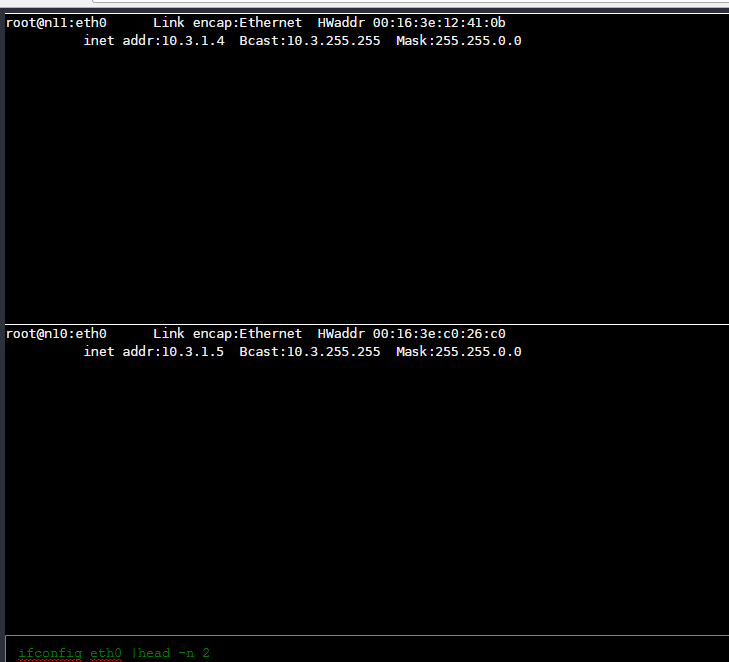 root@n11:eth0      Link encap:Ethernet  HWaddr 00:16:3e:12:41:0b
          inet addr:10.3.1.4  Bcast:10.3.255.255  Mask:255.255.0.0
root@n10:eth0      Link encap:Ethernet  HWaddr 00:16:3e:c0:26:c0
          inet addr:10.3.1.5  Bcast:10.3.255.255  Mask:255.255.0.0
ifconfig eth0 |head -n 2